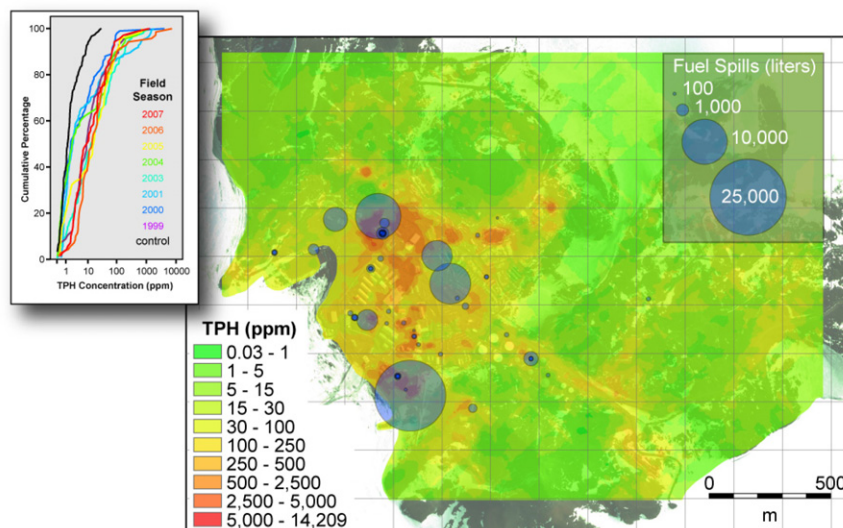 100
80
60
40
20
0
Cumulative Percentage
Field
Season
2007
2006
2005
2004
2003
2001
2000
1999
control
1 10 100 1000 10000
TPH Concentration (ppm)
Fuel Spills (liters)
100
1,000
10,000
25,000
TPH (ppm)
0.03 - 1
1 - 5
5 - 15
15 - 30
30 - 100
100 - 250
250 - 500
500 - 2,500
2,500 - 5,000
5,000 - 14,209
0 500
m